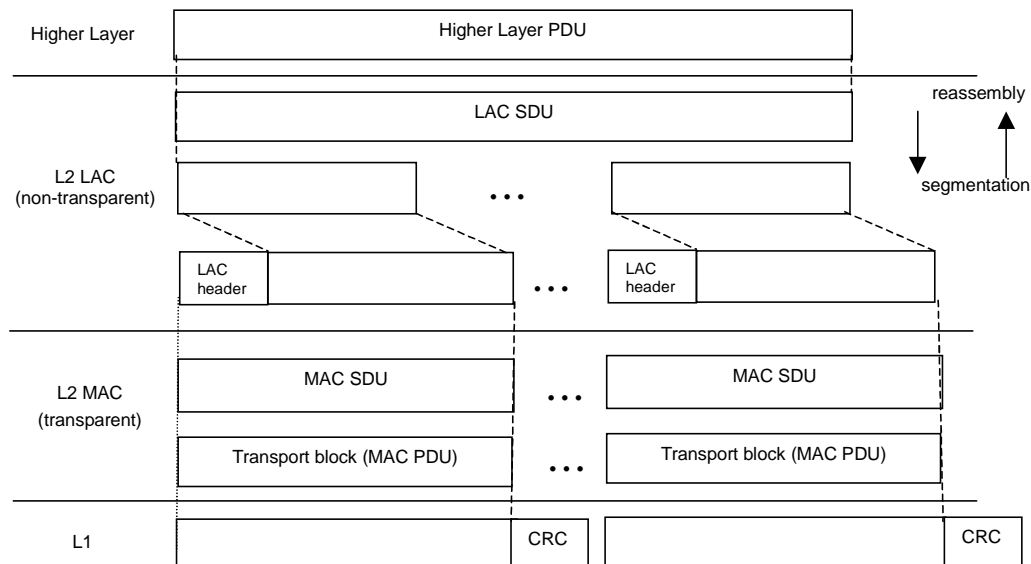 Higher Layer
Higher Layer PDU
LAC SDU
reassembly
L2 LAC
(non-transparent)
...
segmentation
LAC
header
...
LAC
header
L2 MAC
(transparent)
MAC SDU
...
MAC SDU
Transport block (MAC PDU)
...
Transport block (MAC PDU)
L1
CRC
CRC